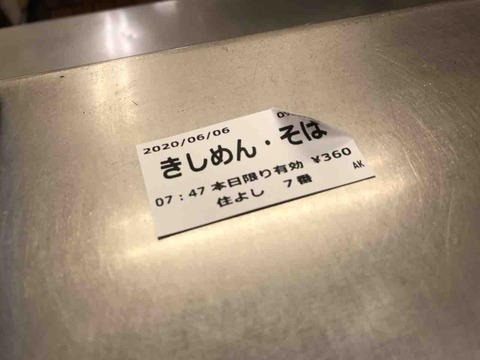 2020/06/06
きしめん・そば
07:47 本日限り有効 ¥360
住よし 7番 AK